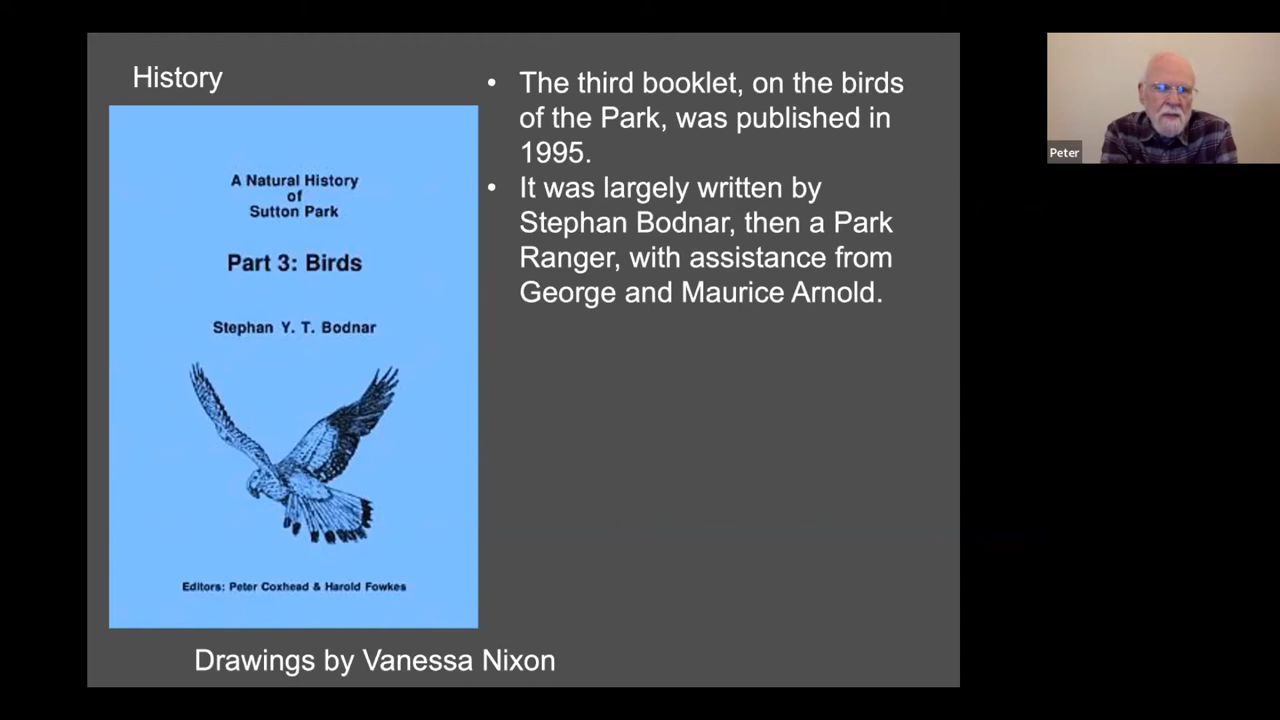 History
A Natural History
of
Sutton Park
Part 3: Birds
Stephan Y. T. Bodnar
Editors: Peter Coxhead & Harold Fowkes
Drawings by Vanessa Nixon
• The third booklet, on the birds
of the Park, was published in
1995.
• It was largely written by
Stephan Bodnar, then a Park
Ranger, with assistance from
George and Maurice Arnold.
Peter